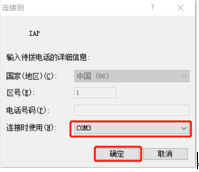 连接到
IAP
输入待拨电话的详细信息:
国家(地区)(C): 中国 (86)
区号(E): 1
电话号码(P):
连接时使用(N): COM3
确定 取消